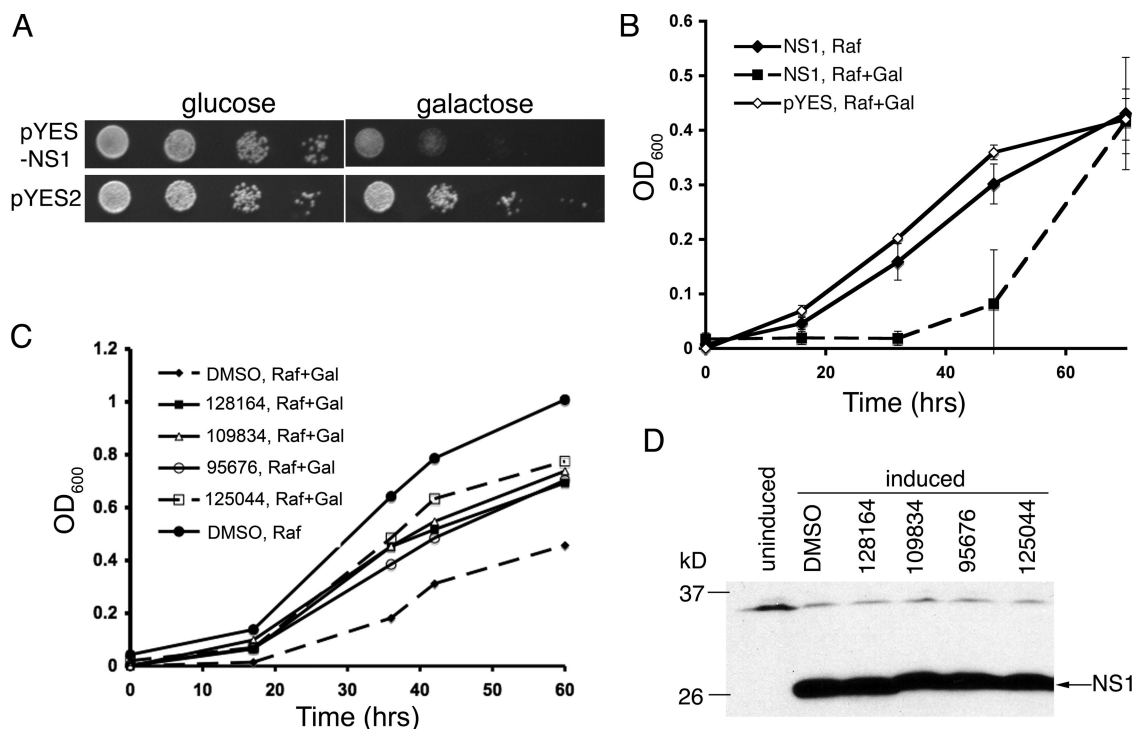 A
glucose galactose
pYES
-NS1
pYES2
B
0.6
0.5
0.4
0.3
0.2
0.1
0
OD600
NS1, Raf
NS1, Raf+Gal
pYES, Raf+Gal
0 20 40 60
Time (hrs)
C
1.2
1
0.8
0.6
0.4
0.2
0
OD600
DMSO, Raf+Gal
128164, Raf+Gal
109834, Raf+Gal
95676, Raf+Gal
125044, Raf+Gal
DMSO, Raf
0 10 20 30 40 50 60
Time (hrs)
D
induced
uninduced
DMSO
128164
109834
95676
125044
kD
37
26
NS1